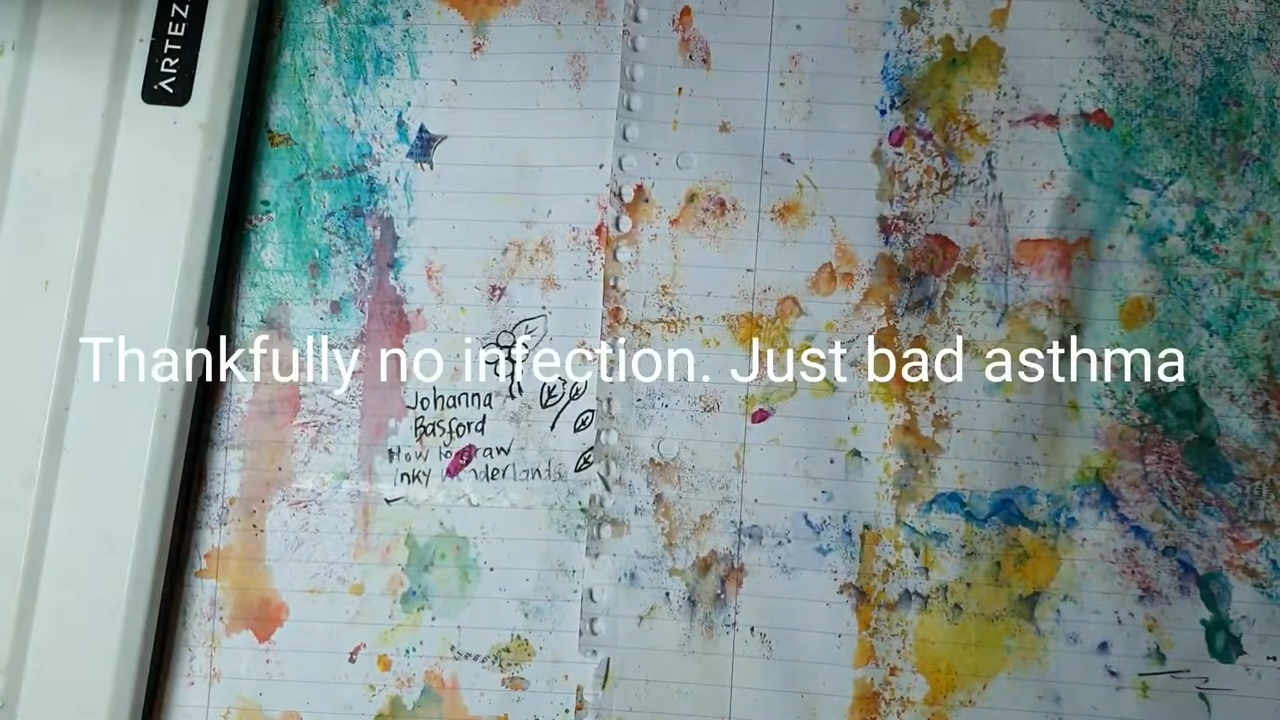 ARTEZ
Thankfully no infection. Just bad asthma
Johanna
Basford
How to draw
Inky Wonderlands